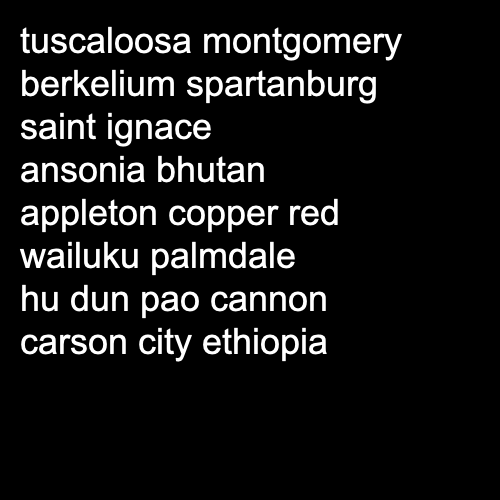 tuscaloosa montgomery
berkelium spartanburg
saint ignace
ansonia bhutan
appleton copper red
wailuku palmdale
hu dun pao cannon
carson city ethiopia